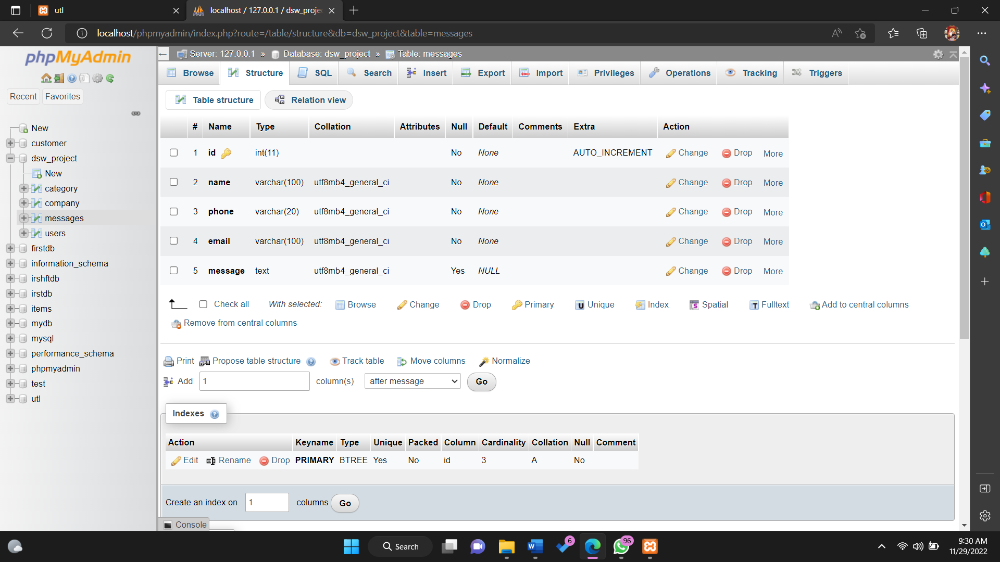 utl
localhost / 127.0.0.1 / dsw_proje
localhost/phpmyadmin/index.php?route=/table/structure&db=dsw_project&table=messages
phpMyAdmin
Recent Favorites
New
customer
dsw_project
New
category
company
messages
users
firstdb
information_schema
irshftdb
irstdb
items
mydb
mysql
performance_schema
phpmyadmin
test
utl
Server: 127.0.0.1 » Database: dsw_project » Table: messages
Browse Structure SQL Search Insert Export Import Privileges Operations Tracking Triggers
Table structure Relation view
# Name Type Collation Attributes Null Default Comments Extra Action
1 id int(11) No None AUTO_INCREMENT Change Drop More
2 name varchar(100) utf8mb4_general_ci No None Change Drop More
3 phone varchar(20) utf8mb4_general_ci No None Change Drop More
4 email varchar(100) utf8mb4_general_ci No None Change Drop More
5 message text utf8mb4_general_ci Yes NULL Change Drop More
Check all With selected: Browse Change Drop Primary Unique Index Spatial Fulltext Add to central columns
Remove from central columns
Print Propose table structure Track table Move columns Normalize
Add 1 column(s) after message Go
Indexes
Action Keyname Type Unique Packed Column Cardinality Collation Null Comment
Edit Rename Drop PRIMARY BTREE Yes No id 3 A No
Create an index on 1 columns Go
Console
Search
6
96
9:30 AM
11/29/2022